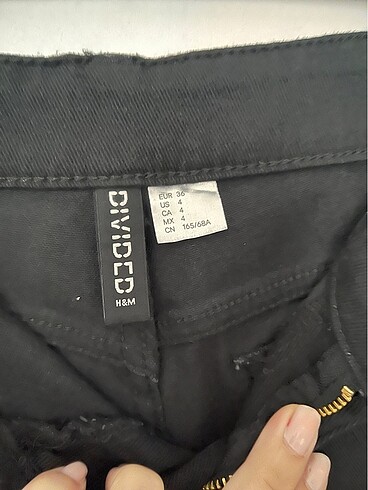 DIVIDED
H&M
EUR 36
US 4
CA 4
MX 4
CN 165/68A